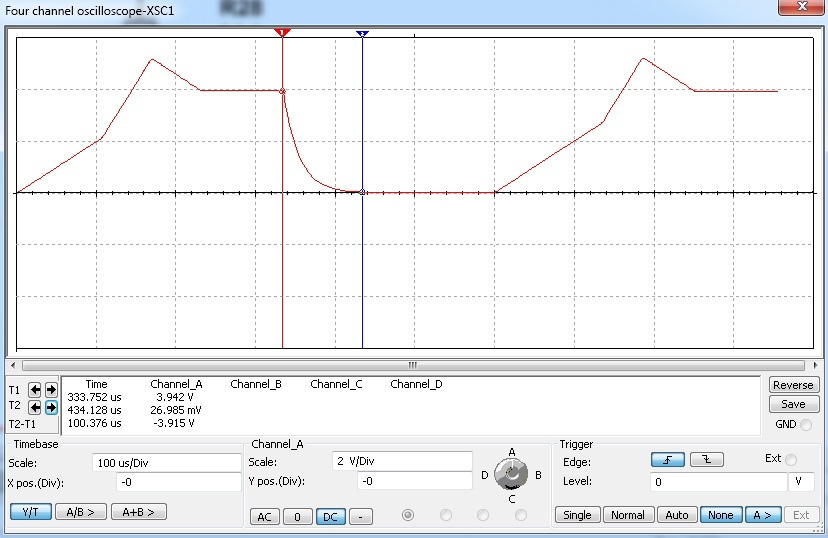 R28
Four channel oscilloscope-XSC1
1 2
T1 Time Channel_A Channel_B Channel_C Channel_D Reverse
T2 333.752 us 3.942 V Save
434.128 us 26.985 mV
T2-T1 100.376 us -3.915 V GND
Timebase Channel_A Trigger
Scale: 100 us/Div Scale: 2 V/Div A Edge: Ext
X pos.(Div): -0 Y pos.(Div): -0 D B Level: 0 V
C
Y/T A/B > A+B > AC 0 DC - Single Normal Auto None A > Ext